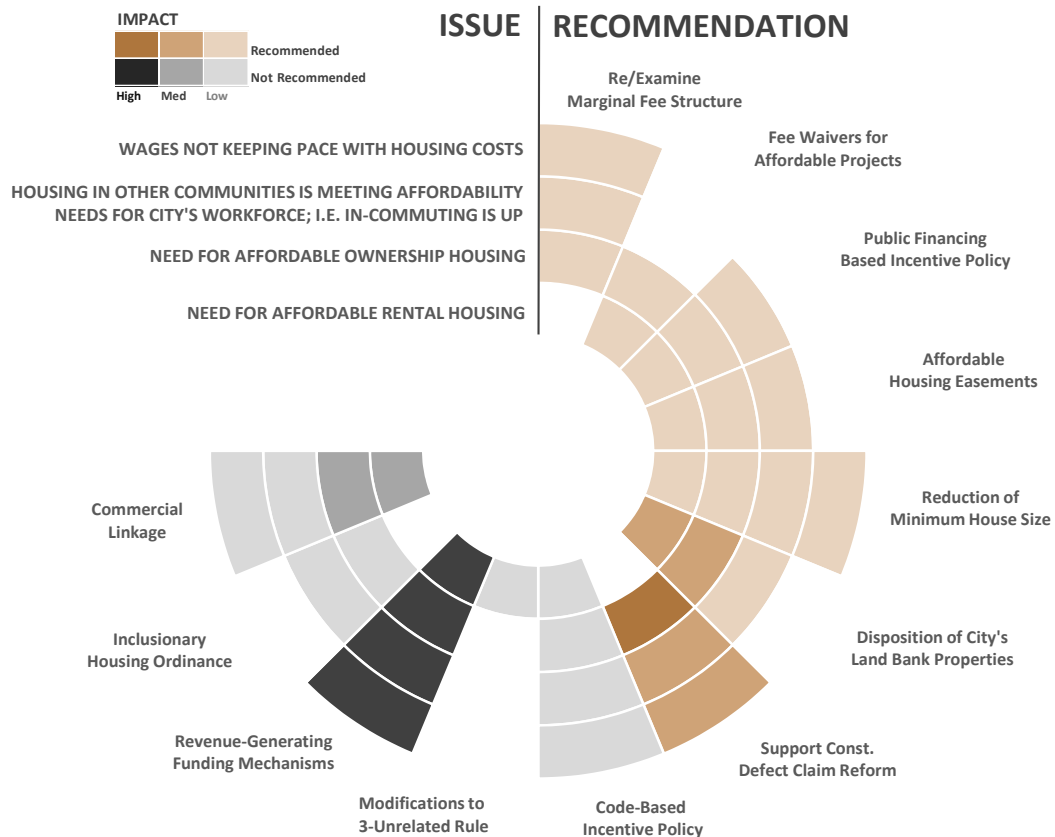 IMPACT
Recommended
Not Recommended
High Med Low
ISSUE RECOMMENDATION
WAGES NOT KEEPING PACE WITH HOUSING COSTS
HOUSING IN OTHER COMMUNITIES IS MEETING AFFORDABILITY
NEEDS FOR CITY'S WORKFORCE; I.E. IN-COMMUTING IS UP
NEED FOR AFFORDABLE OWNERSHIP HOUSING
NEED FOR AFFORDABLE RENTAL HOUSING
Re/Examine
Marginal Fee Structure
Fee Waivers for
Affordable Projects
Public Financing
Based Incentive Policy
Affordable
Housing Easements
Reduction of
Minimum House Size
Disposition of City's
Land Bank Properties
Support Const.
Defect Claim Reform
Code-Based
Incentive Policy
Modifications to
3-Unrelated Rule
Revenue-Generating
Funding Mechanisms
Inclusionary
Housing Ordinance
Commercial
Linkage